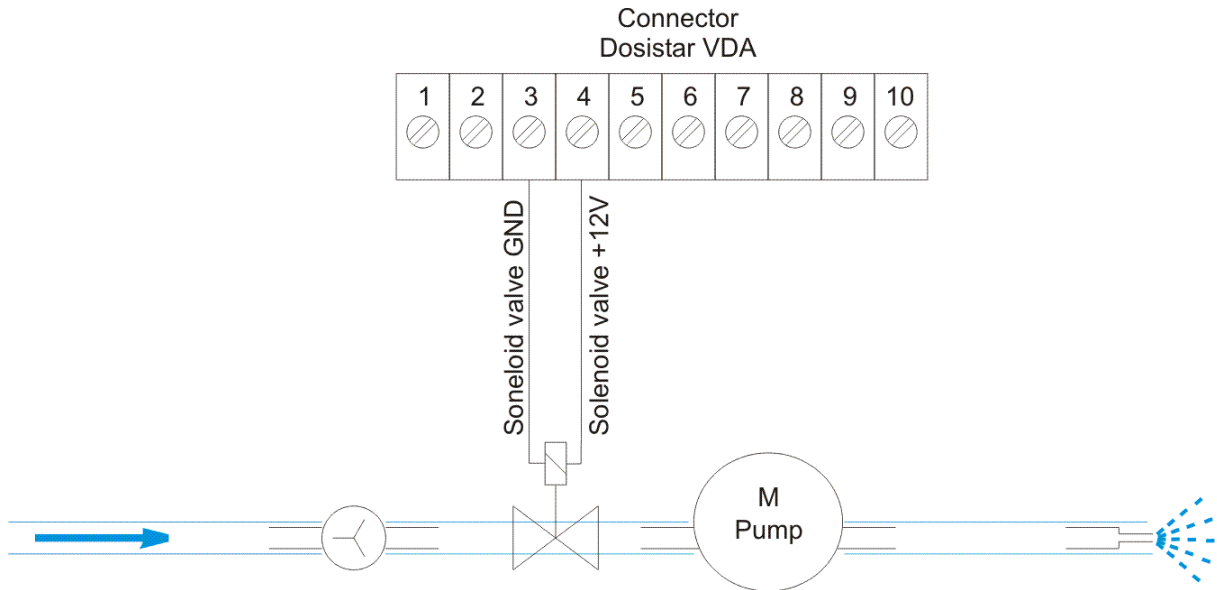 Connector
Dosistar VDA
1 2 3 4 5 6 7 8 9 10
Soneloid valve GND
Solenoid valve +12V
M
Pump